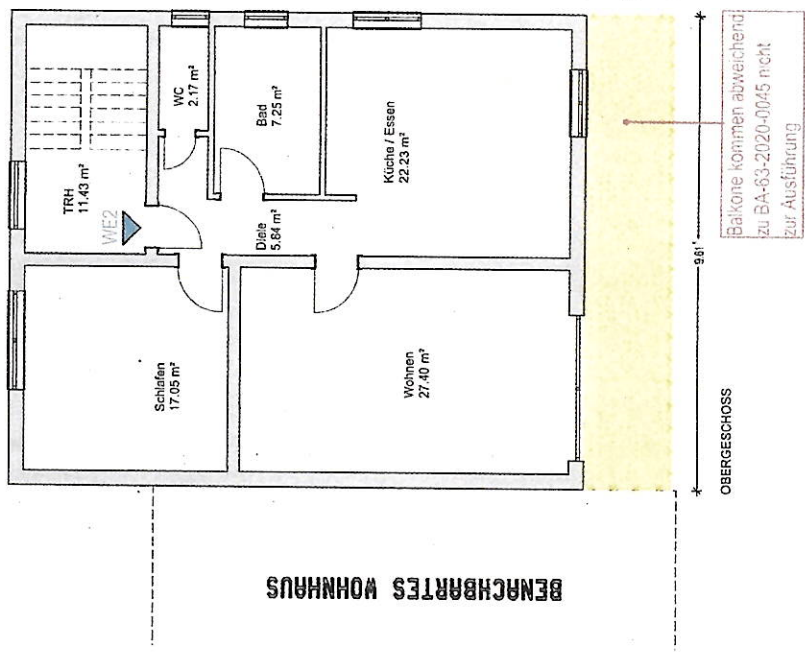 TRH
11.43 m²
WE2
WC
2.17 m²
Bad
7.25 m²
Küche / Essen
22.23 m²
Diele
5.84 m²
Schlafen
17.05 m²
Wohnen
27.40 m²
Balkone kommen abweichend
zu BA-63-2020-0045 nicht
zur Ausführung
9.61⁵
OBERGESCHOSS
BENACHBARTES WOHNHAUS